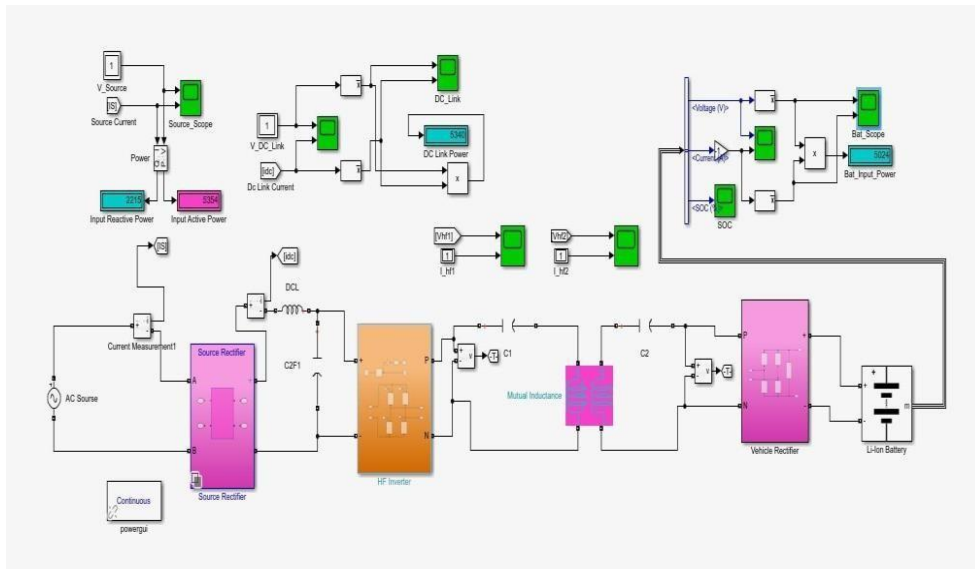 1
V_Source
[IS]
Source Current
Source_Scope
Power
2215
5354
Input Reactive Power
Input Active Power
1
V_DC_Link
[idc]
Dc Link Current
x
x
DC_Link
5340
DC Link Power
x
<Voltage (V)>
<Current (A)>
-1
<SOC (%)>
SOC
x
x
x
Bat_Scope
5024
Bat_Input_Power
[Vhf1]
1
I_hf1
[Vhf2]
1
I_hf2
[IS]
[idc]
DCL
+
-
i
Current Measurement1
AC Sourse
Source Rectifier
A
B
+
-
Source Rectifier
C2F1
+
-
P
N
HF Inverter
+
-
v
-T-
C1
Mutual Inductance
C2
+
-
v
-T-
P
N
+
-
Vehicle Rectifier
+
-
m
Li-Ion Battery
Continuous
powergui